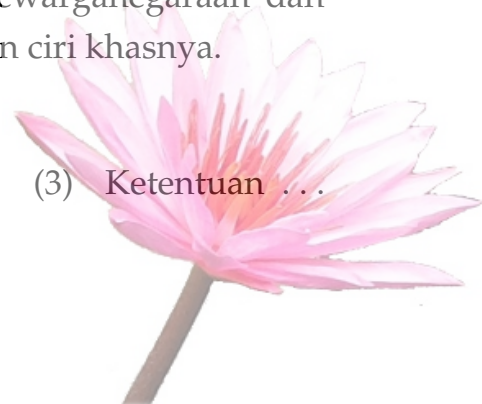 ewarganegaraan dan
n ciri khasnya.
(3) Ketentuan . . .